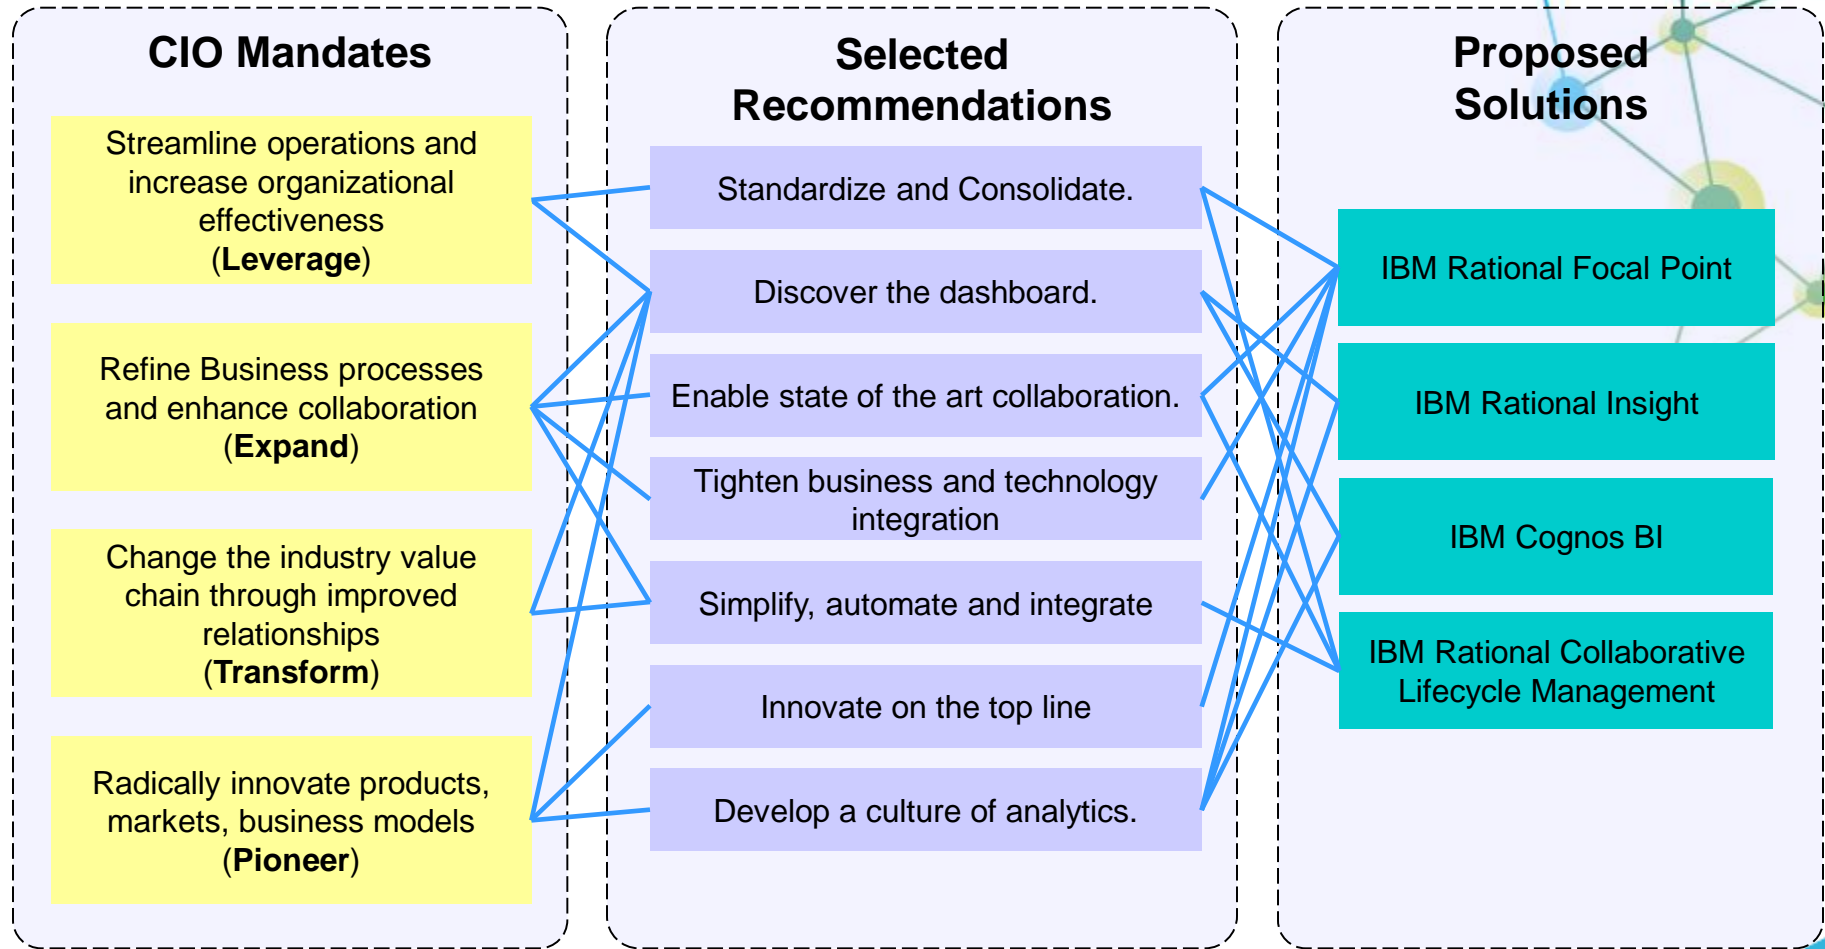 CIO Mandates
Streamline operations and
increase organizational
effectiveness
(Leverage)
Refine Business processes
and enhance collaboration
(Expand)
Change the industry value
chain through improved
relationships
(Transform)
Radically innovate products,
markets, business models
(Pioneer)
Selected
Recommendations
Standardize and Consolidate.
Discover the dashboard.
Enable state of the art collaboration.
Tighten business and technology
integration
Simplify, automate and integrate
Innovate on the top line
Develop a culture of analytics.
Proposed
Solutions
IBM Rational Focal Point
IBM Rational Insight
IBM Cognos BI
IBM Rational Collaborative
Lifecycle Management